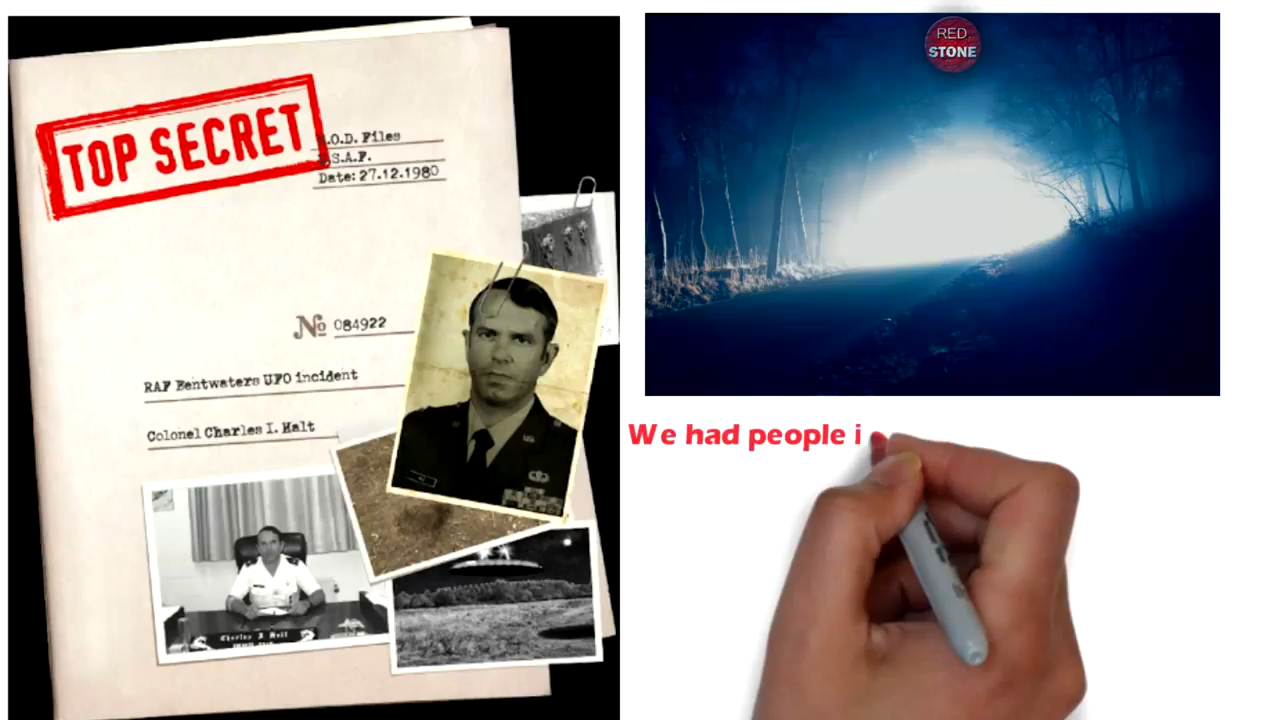 TOP SECRET
.O.D. Files
.S.A.F.
Date: 27.12.1980
No 084922
RAF Bentwaters UFO incident
Colonel Charles I. Halt
RED
STONE
We had people i